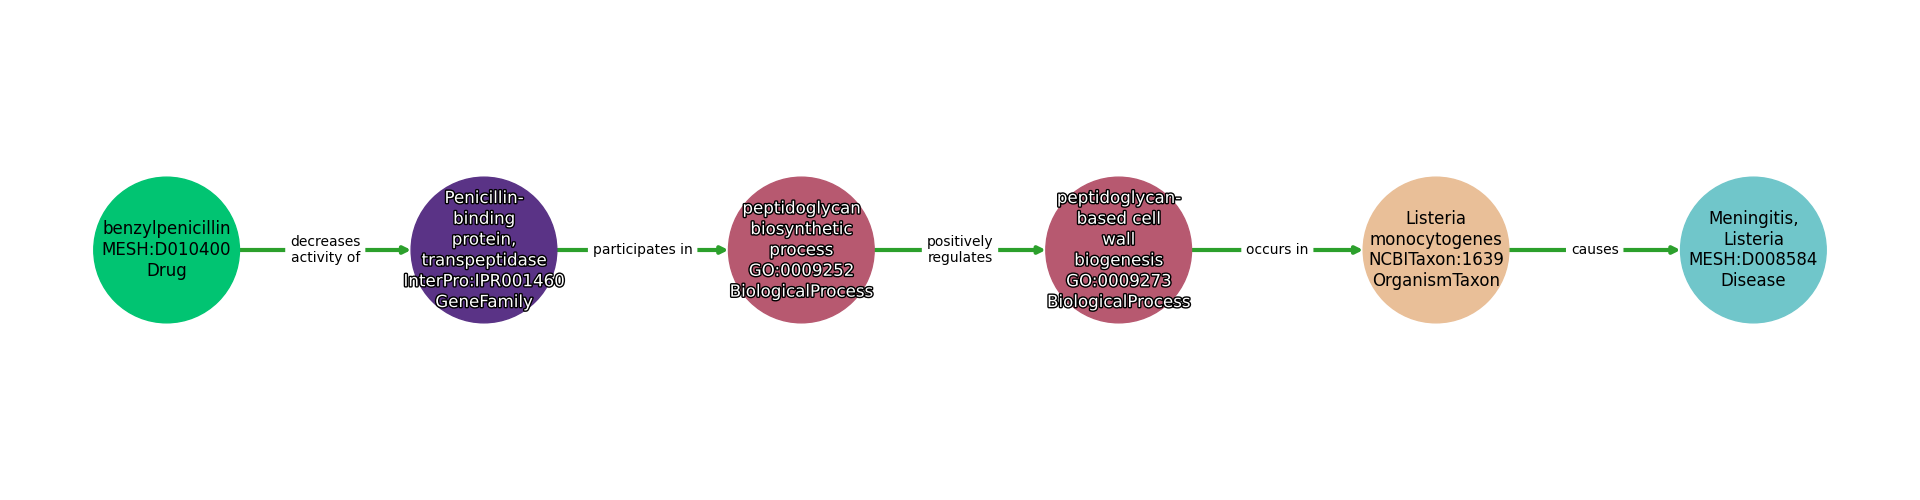 benzylpenicillin
MESH:D010400
Drug
decreases
activity of
Penicillin-
binding
protein,
transpeptidase
InterPro:IPR001460
GeneFamily
participates in
peptidoglycan
biosynthetic
process
GO:0009252
BiologicalProcess
positively
regulates
peptidoglycan-
based cell
wall
biogenesis
GO:0009273
BiologicalProcess
occurs in
Listeria
monocytogenes
NCBITaxon:1639
OrganismTaxon
causes
Meningitis,
Listeria
MESH:D008584
Disease